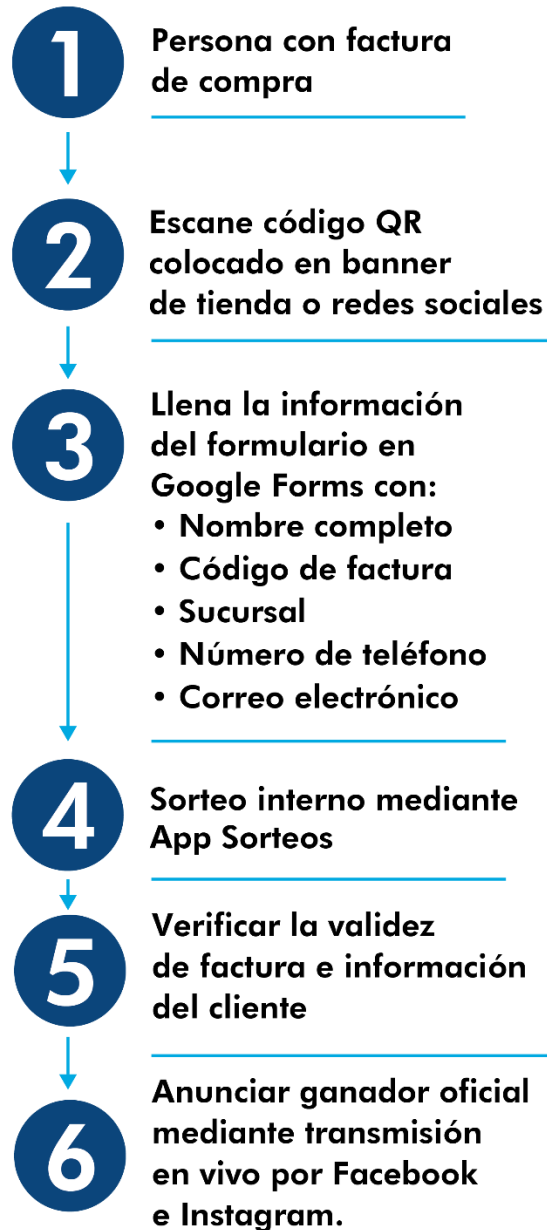 1
Persona con factura
de compra
2
Escane código QR
colocado en banner
de tienda o redes sociales
3
Llena la información
del formulario en
Google Forms con:
• Nombre completo
• Código de factura
• Sucursal
• Número de teléfono
• Correo electrónico
4
Sorteo interno mediante
App Sorteos
5
Verificar la validez
de factura e información
del cliente
6
Anunciar ganador oficial
mediante transmisión
en vivo por Facebook
e Instagram.